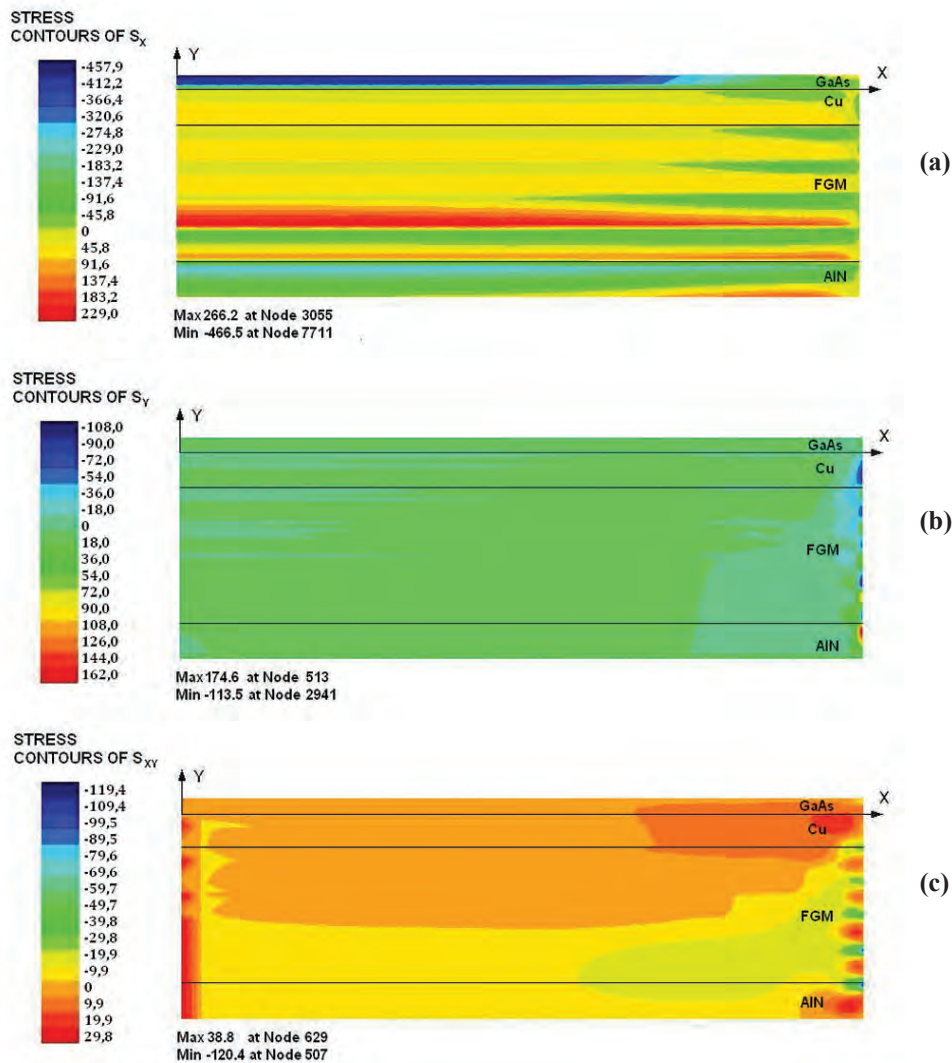 STRESS
CONTOURS OF SX
-457,9
-412,2
-366,4
-320,6
-274,8
-229,0
-183,2
-137,4
-91,6
-45,8
0
45,8
91,6
137,4
183,2
229,0
Y
X
GaAs
Cu
FGM
AlN
(a)
Max 266.2 at Node 3055
Min -466.5 at Node 7711
STRESS
CONTOURS OF SY
-108,0
-90,0
-72,0
-54,0
-36,0
-18,0
0
18,0
36,0
54,0
72,0
90,0
108,0
126,0
144,0
162,0
Y
X
GaAs
Cu
FGM
AlN
(b)
Max 174.6 at Node 513
Min -113.5 at Node 2941
STRESS
CONTOURS OF SXY
-119,4
-109,4
-99,5
-89,5
-79,6
-69,6
-59,7
-49,7
-39,8
-29,8
-19,9
-9,9
0
9,9
19,9
29,8
Y
X
GaAs
Cu
FGM
AlN
(c)
Max 38.8 at Node 629
Min -120.4 at Node 507